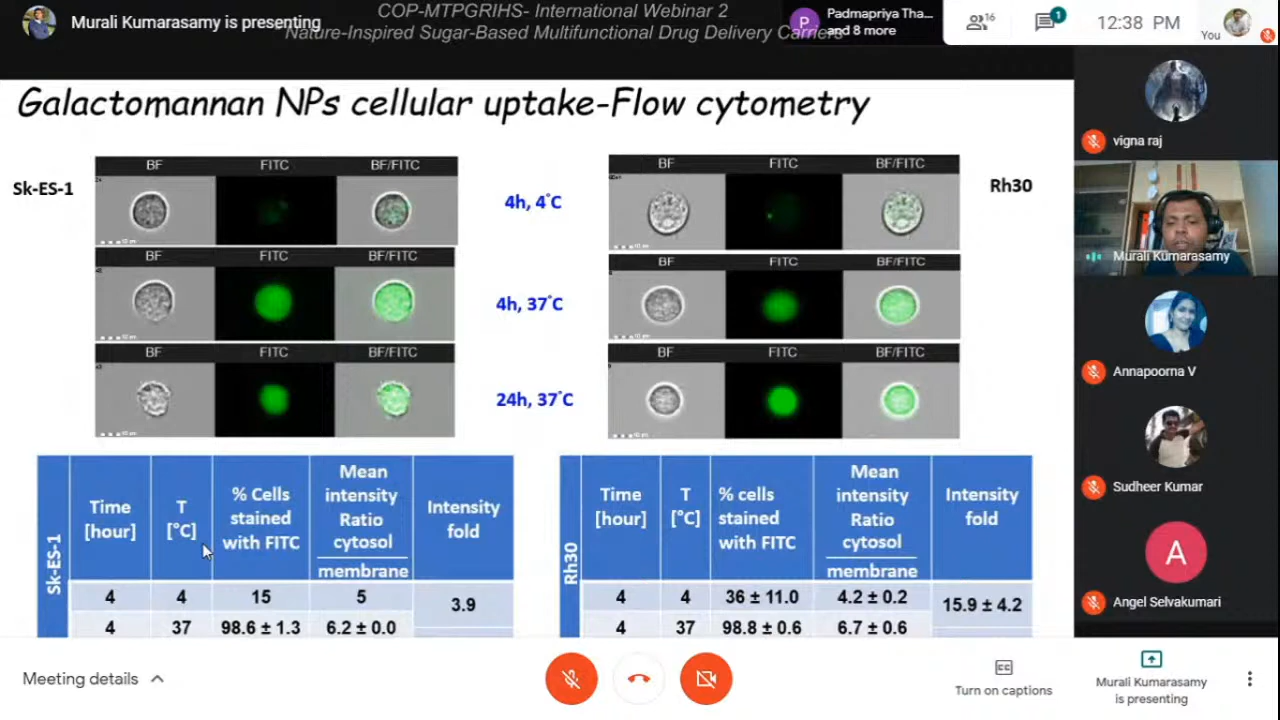 COP-MTPGRIHS- International Webinar 2
Nature-Inspired Sugar-Based Multifunctional Drug Delivery Carriers
Murali Kumarasamy is presenting
P
Padmapriya Tha...
and 8 more
16
1
12:38 PM
You
Galactomannan NPs cellular uptake-Flow cytometry
Sk-ES-1
BF FITC BF/FITC
4h, 4°C
BF FITC BF/FITC
Rh30
BF FITC BF/FITC
4h, 37°C
BF FITC BF/FITC
BF FITC BF/FITC
24h, 37°C
BF FITC BF/FITC
Sk-ES-1
Time [hour]
T [°C]
% Cells stained with FITC
Mean intensity Ratio cytosol membrane
Intensity fold
4 4 15 5 3.9
4 37 98.6 ± 1.3 6.2 ± 0.0
Rh30
Time [hour]
T [°C]
% cells stained with FITC
Mean intensity Ratio cytosol membrane
Intensity fold
4 4 36 ± 11.0 4.2 ± 0.2 15.9 ± 4.2
4 37 98.8 ± 0.6 6.7 ± 0.6
vigna raj
Murali Kumarasamy
Annapoorna V
Sudheer Kumar
A
Angel Selvakumari
Meeting details
CC
Turn on captions
Murali Kumarasamy
is presenting